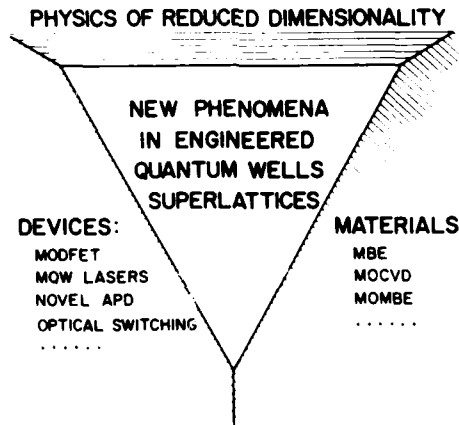 PHYSICS OF REDUCED DIMENSIONALITY
NEW PHENOMENA
IN ENGINEERED
QUANTUM WELLS
SUPERLATTICES
DEVICES:
MODFET
MQW LASERS
NOVEL APD
OPTICAL SWITCHING
......
MATERIALS
MBE
MOCVD
MOMBE
......